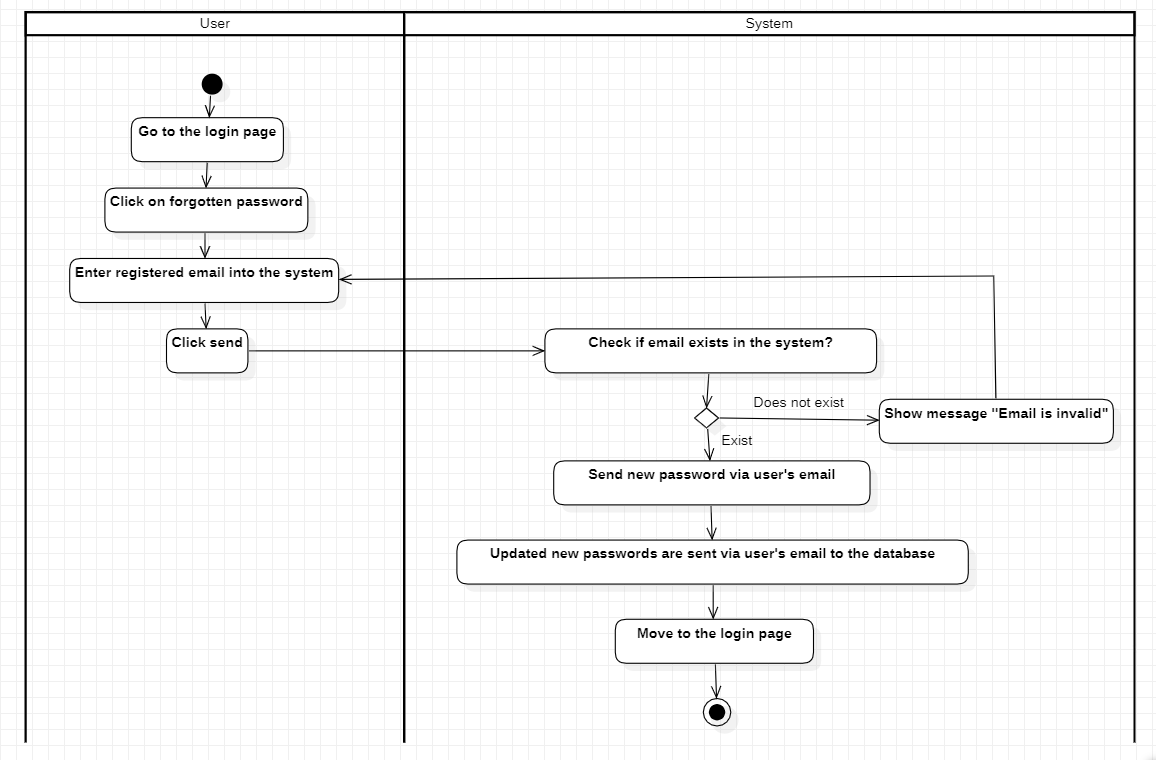 User
System
Go to the login page
Click on forgotten password
Enter registered email into the system
Click send
Check if email exists in the system?
Does not exist
Show message "Email is invalid"
Exist
Send new password via user's email
Updated new passwords are sent via user's email to the database
Move to the login page